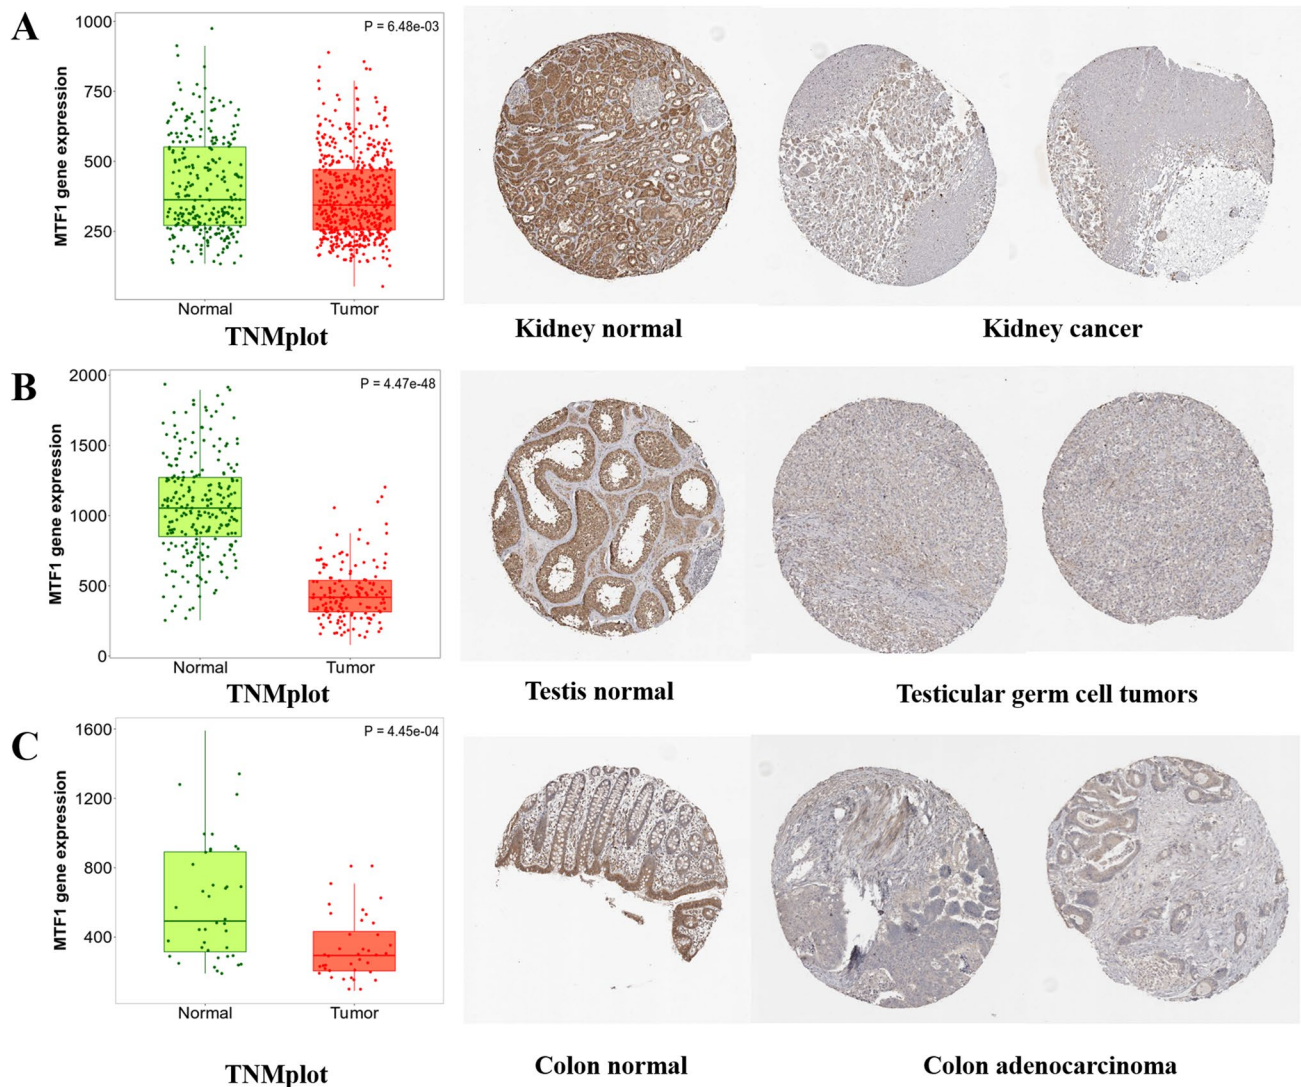 A
1000
750
500
250
MTF1 gene expression
P = 6.48e-03
Normal Tumor
TNMplot
Kidney normal
Kidney cancer
B
2000
1500
1000
500
0
MTF1 gene expression
P = 4.47e-48
Normal Tumor
TNMplot
Testis normal
Testicular germ cell tumors
C
1600
1200
800
400
MTF1 gene expression
P = 4.45e-04
Normal Tumor
TNMplot
Colon normal
Colon adenocarcinoma